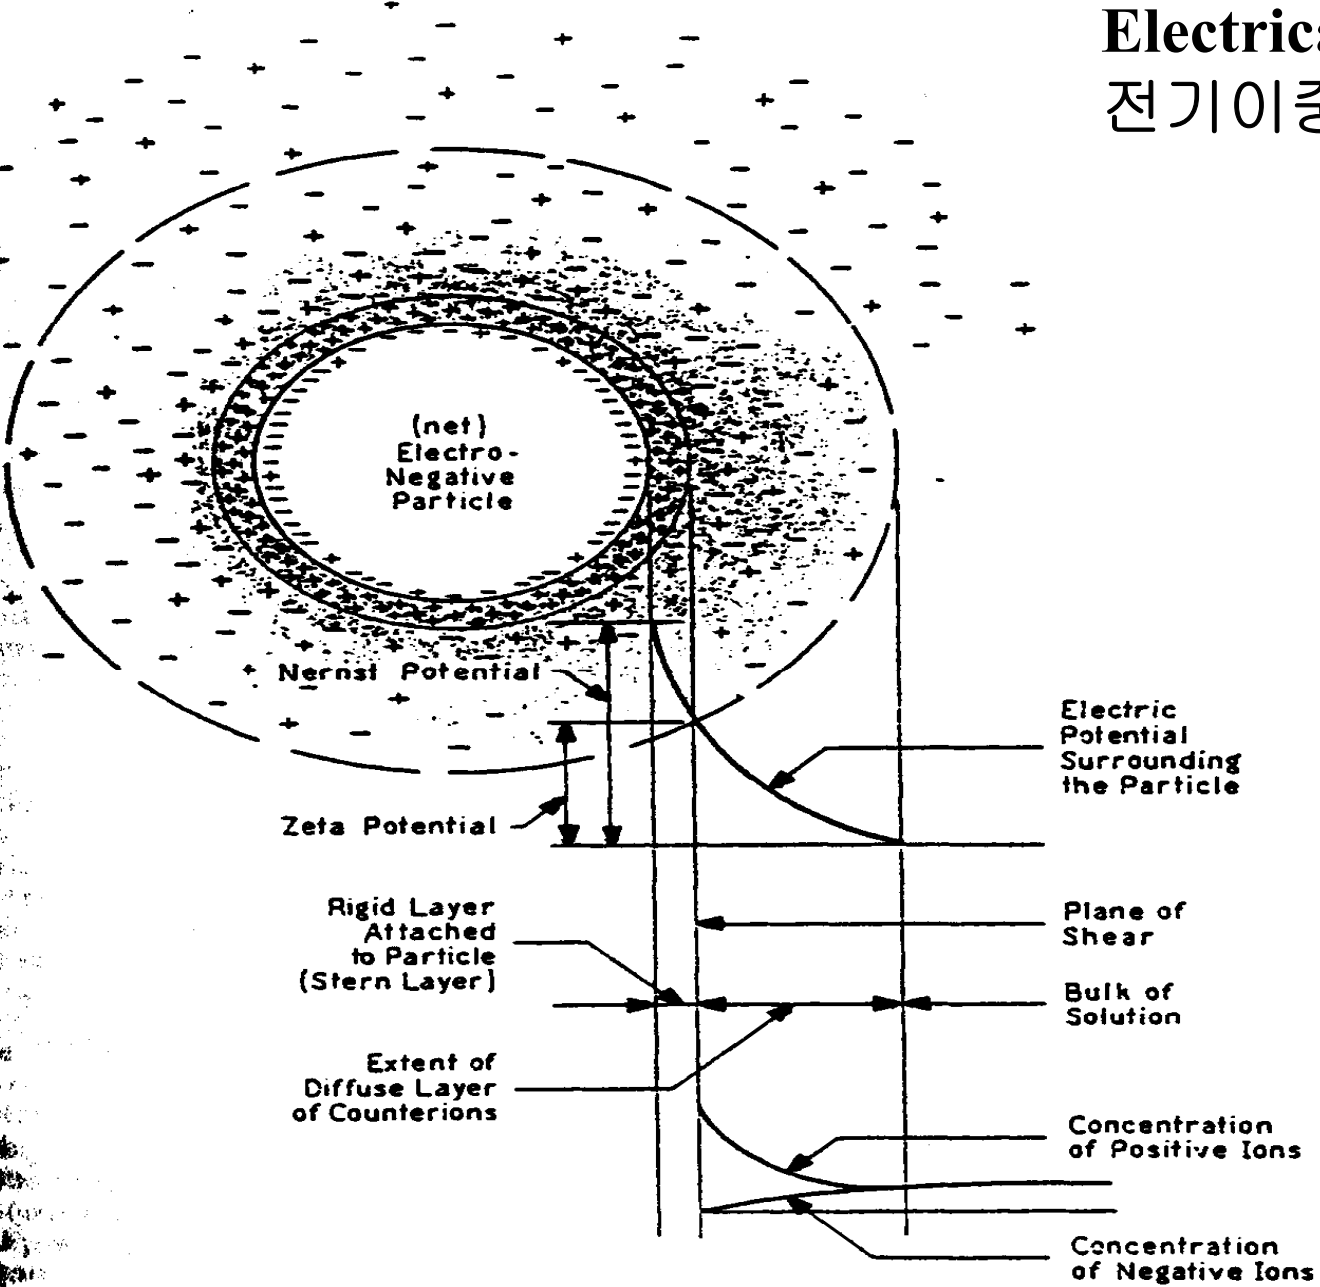 Electrica
전기이중
(net)
Electro-
Negative
Particle
Nernst Potential
Electric
Potential
Surrounding
the Particle
Zeta Potential
Rigid Layer
Attached
to Particle
(Stern Layer)
Plane of
Shear
Bulk of
Solution
Extent of
Diffuse Layer
of Counterions
Concentration
of Positive Ions
Concentration
of Negative Ions